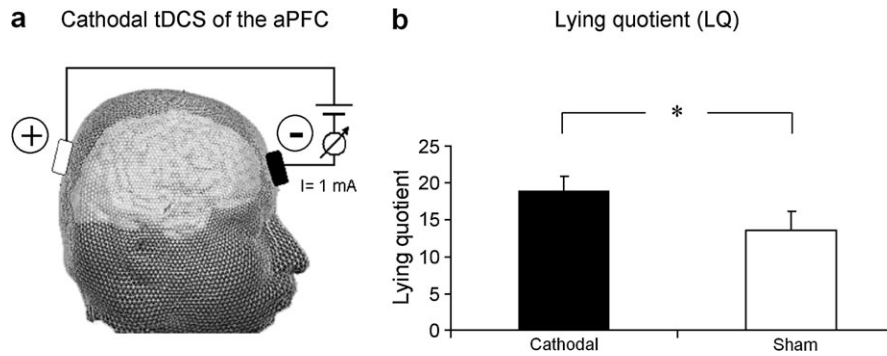 a Cathodal tDCS of the aPFC
+
-
I= 1 mA
b Lying quotient (LQ)
*
Lying quotient
25
20
15
10
5
0
Cathodal
Sham